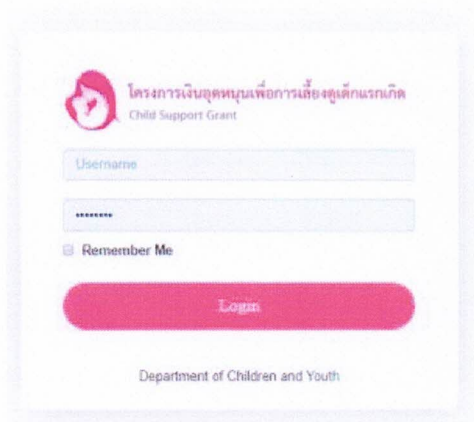 โครงการเงินอุดหนุนเพื่อการเลี้ยงดูเด็กแรกเกิด
Child Support Grant
Username
••••••••
Remember Me
Login
Department of Children and Youth